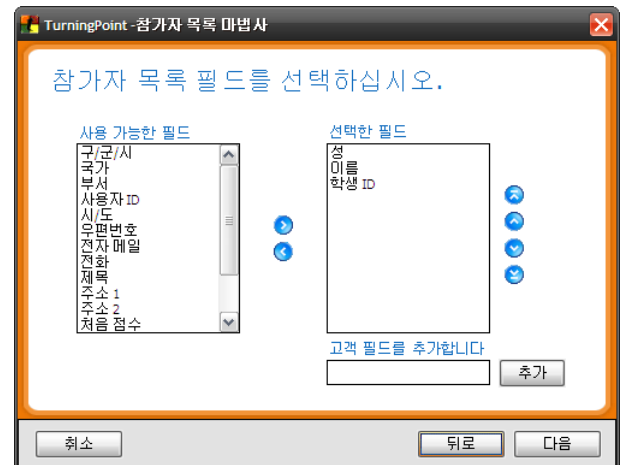 TurningPoint -참가자 목록 마법사
참가자 목록 필드를 선택하십시오.
사용 가능한 필드
구/군/시
국가
부서
사용자 ID
시/도
우편번호
전자 메일
전화
제목
주소 1
주소 2
처음 점수
선택한 필드
성
이름
학생 ID
고객 필드를 추가합니다
추가
취소
뒤로
다음